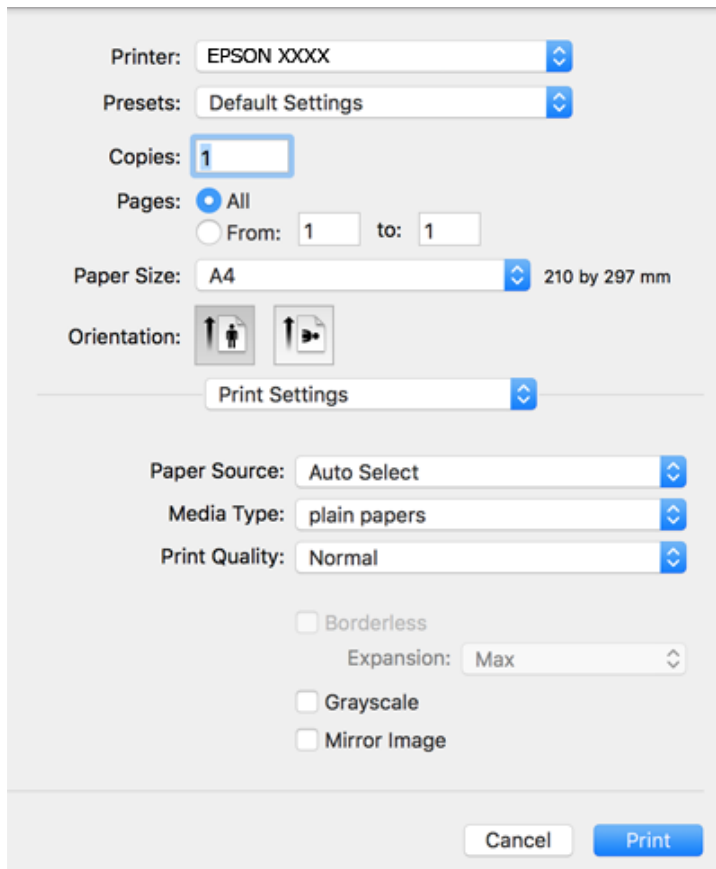 Printer: EPSON XXXX
Presets: Default Settings
Copies: 1
Pages: All
From: 1 to: 1
Paper Size: A4 210 by 297 mm
Orientation:
Print Settings
Paper Source: Auto Select
Media Type: plain papers
Print Quality: Normal
Borderless
Expansion: Max
Grayscale
Mirror Image
Cancel Print